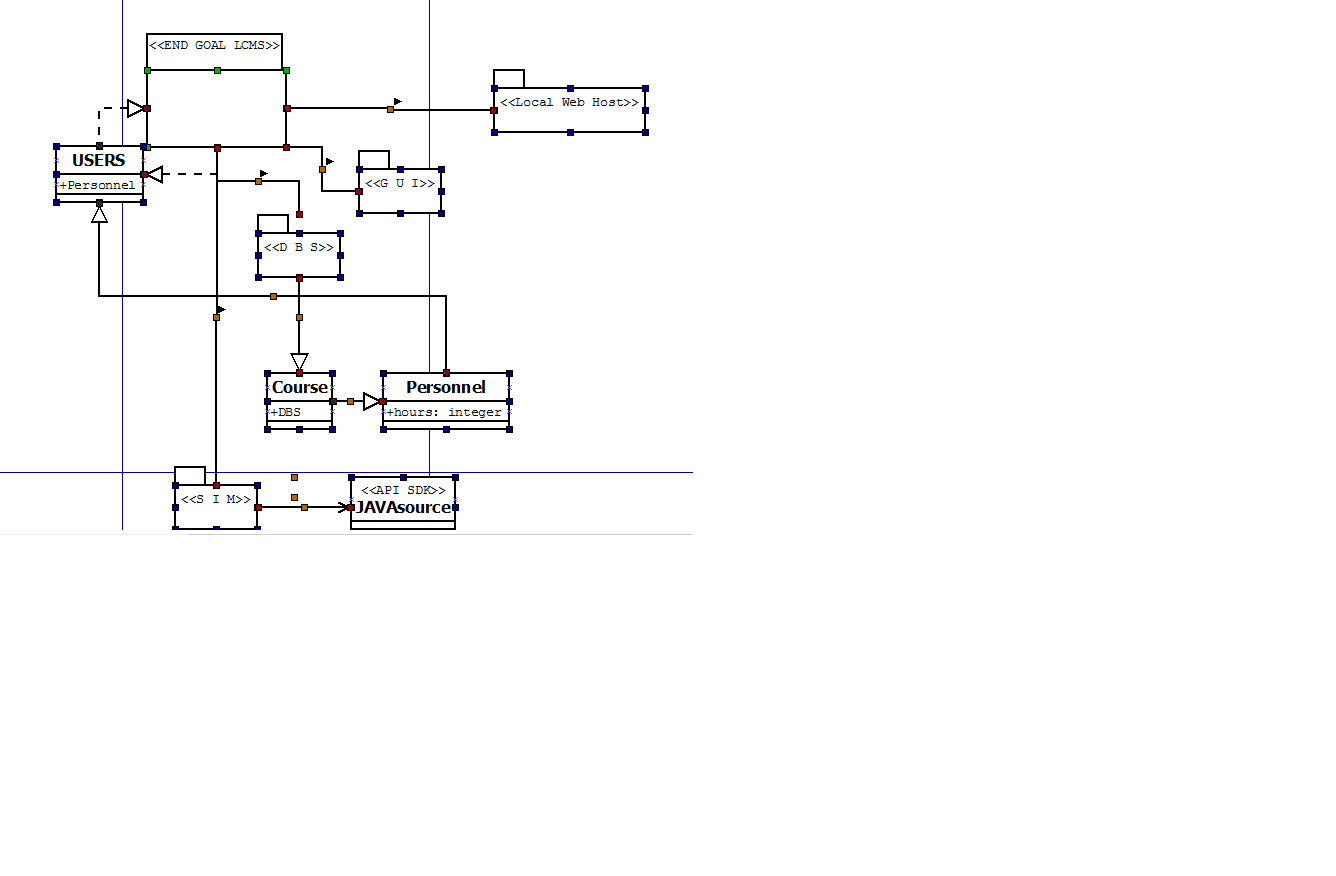 <<END GOAL LCMS>>
<<Local Web Host>>
USERS
+Personnel
<<G U I>>
<<D B S>>
Course
+DBS
Personnel
+hours: integer
<<S I M>>
<<API SDK>>
JAVAsource